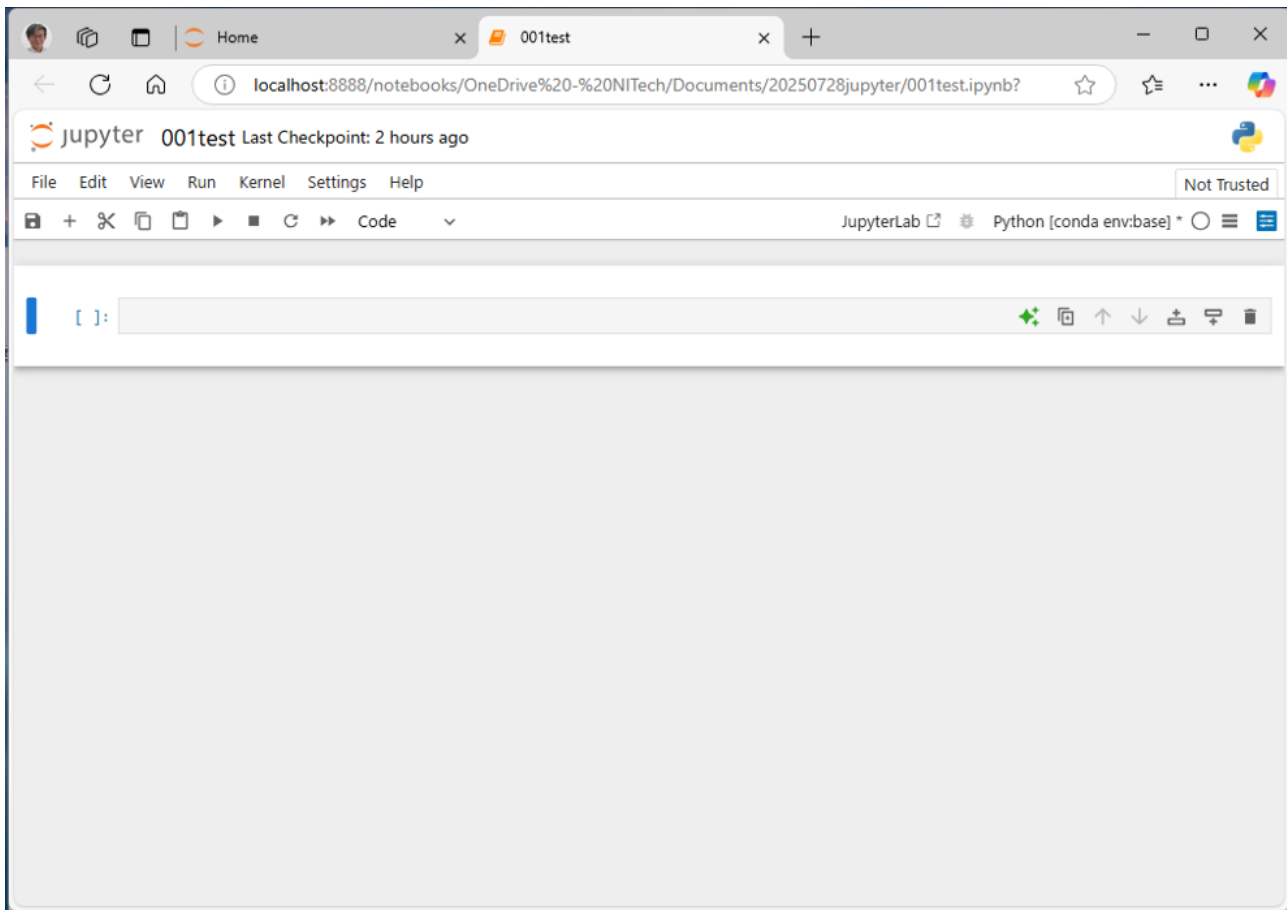 Home 001test
localhost:8888/notebooks/OneDrive%20-%20NITech/Documents/20250728jupyter/001test.ipynb?
jupyter 001test Last Checkpoint: 2 hours ago
File Edit View Run Kernel Settings Help Not Trusted
Code JupyterLab Python [conda env:base] *
[ ]: